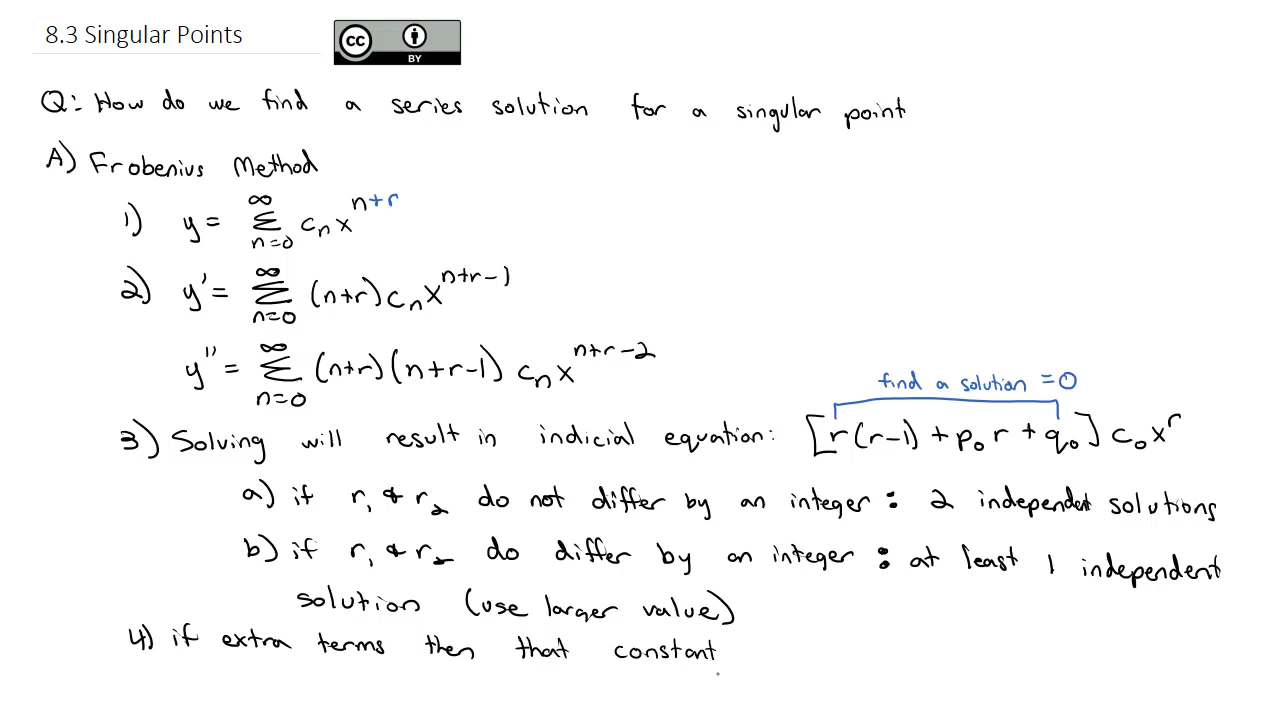 8.3 Singular Points
cc BY
Q: How do we find a series solution for a singular point
A) Frobenius Method
1) y = ∑_{n=0}^{∞} c_n x^{n+r}
2) y' = ∑_{n=0}^{∞} (n+r) c_n x^{n+r-1}
y'' = ∑_{n=0}^{∞} (n+r)(n+r-1) c_n x^{n+r-2}
find a solution = 0
3) Solving will result in indicial equation: [r(r-1) + p_0 r + q_0] c_0 x^r
a) if r_1 & r_2 do not differ by an integer: 2 independent solutions
b) if r_1 & r_2 do differ by an integer: at least 1 independent
solution (use larger value)
4) if extra terms then that constant